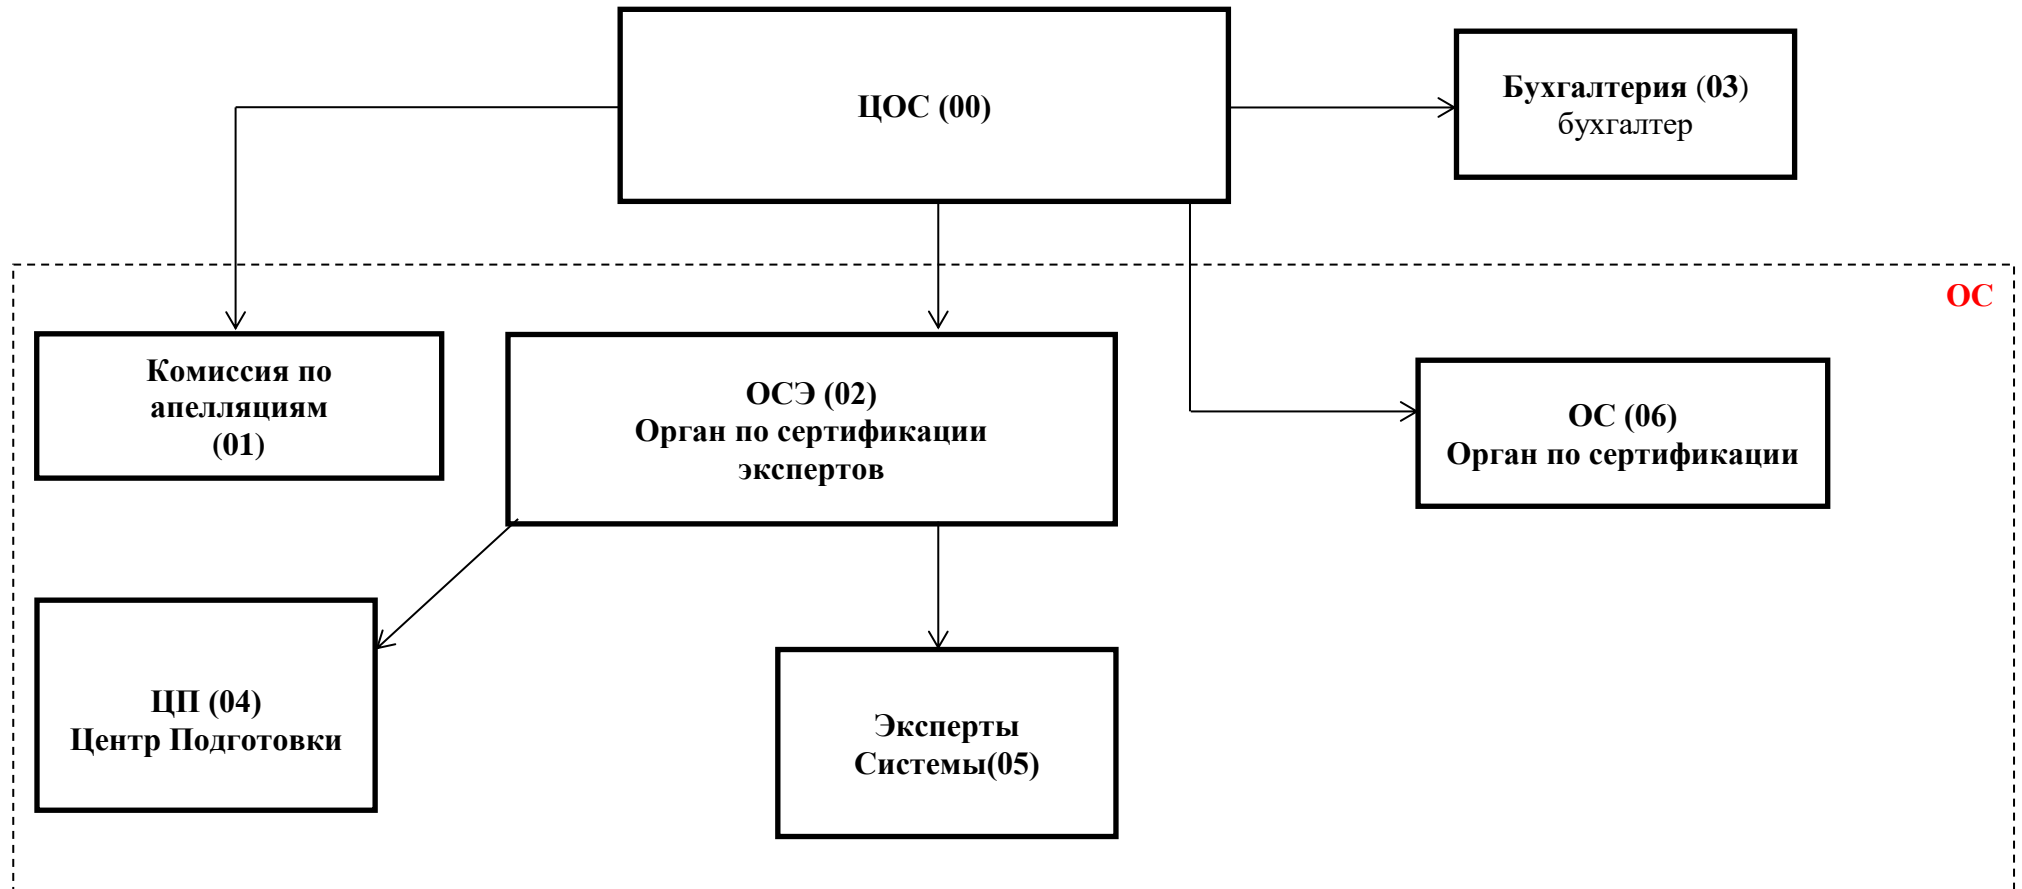 ЦОС (00)
Бухгалтерия (03)
бухгалтер
ОС
Комиссия по
апелляциям
(01)
ОСЭ (02)
Орган по сертификации
экспертов
ОС (06)
Орган по сертификации
ЦП (04)
Центр Подготовки
Эксперты
Системы(05)